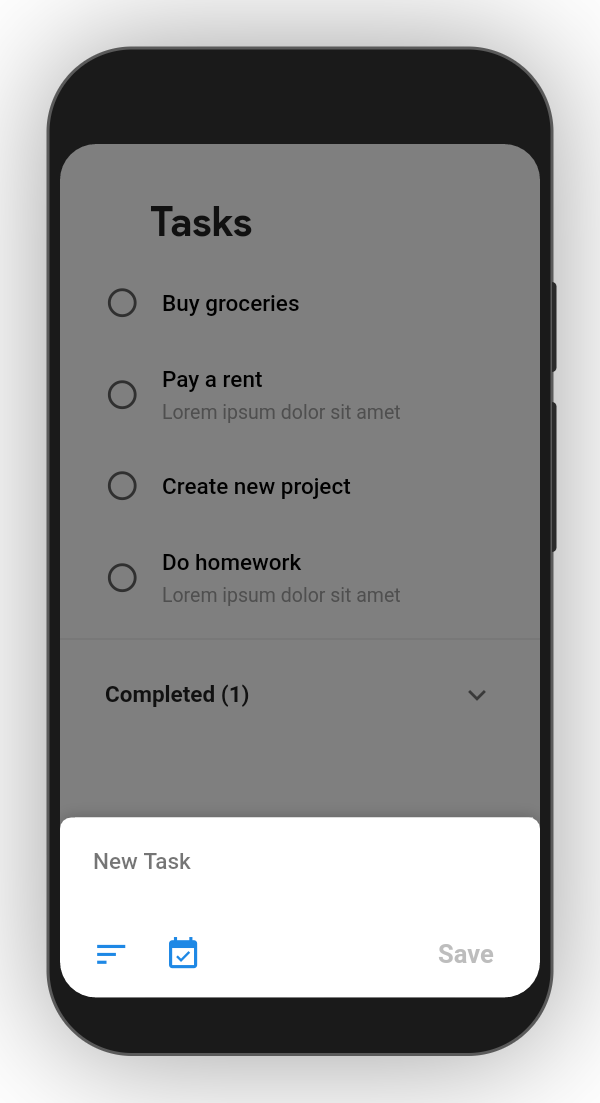 Tasks
Buy groceries
Pay a rent
Lorem ipsum dolor sit amet
Create new project
Do homework
Lorem ipsum dolor sit amet
Completed (1)
New Task
Save